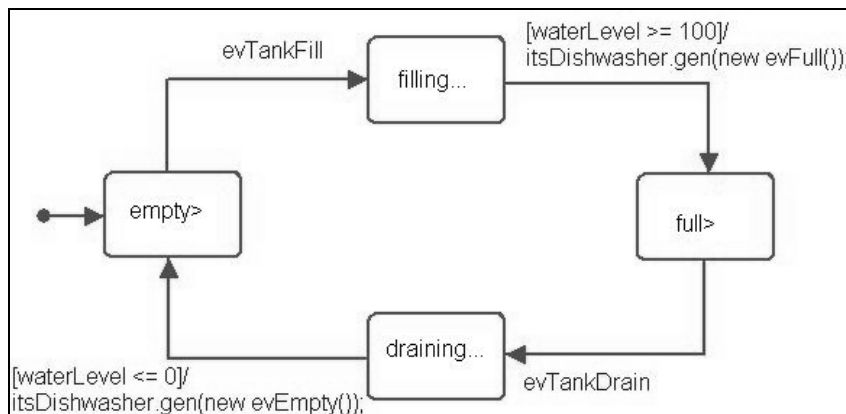 evTankFill
[waterLevel >= 100]/
itsDishwasher.gen(new evFull());
filling...
empty>
full>
draining...
[waterLevel <= 0]/
itsDishwasher.gen(new evEmpty());
evTankDrain